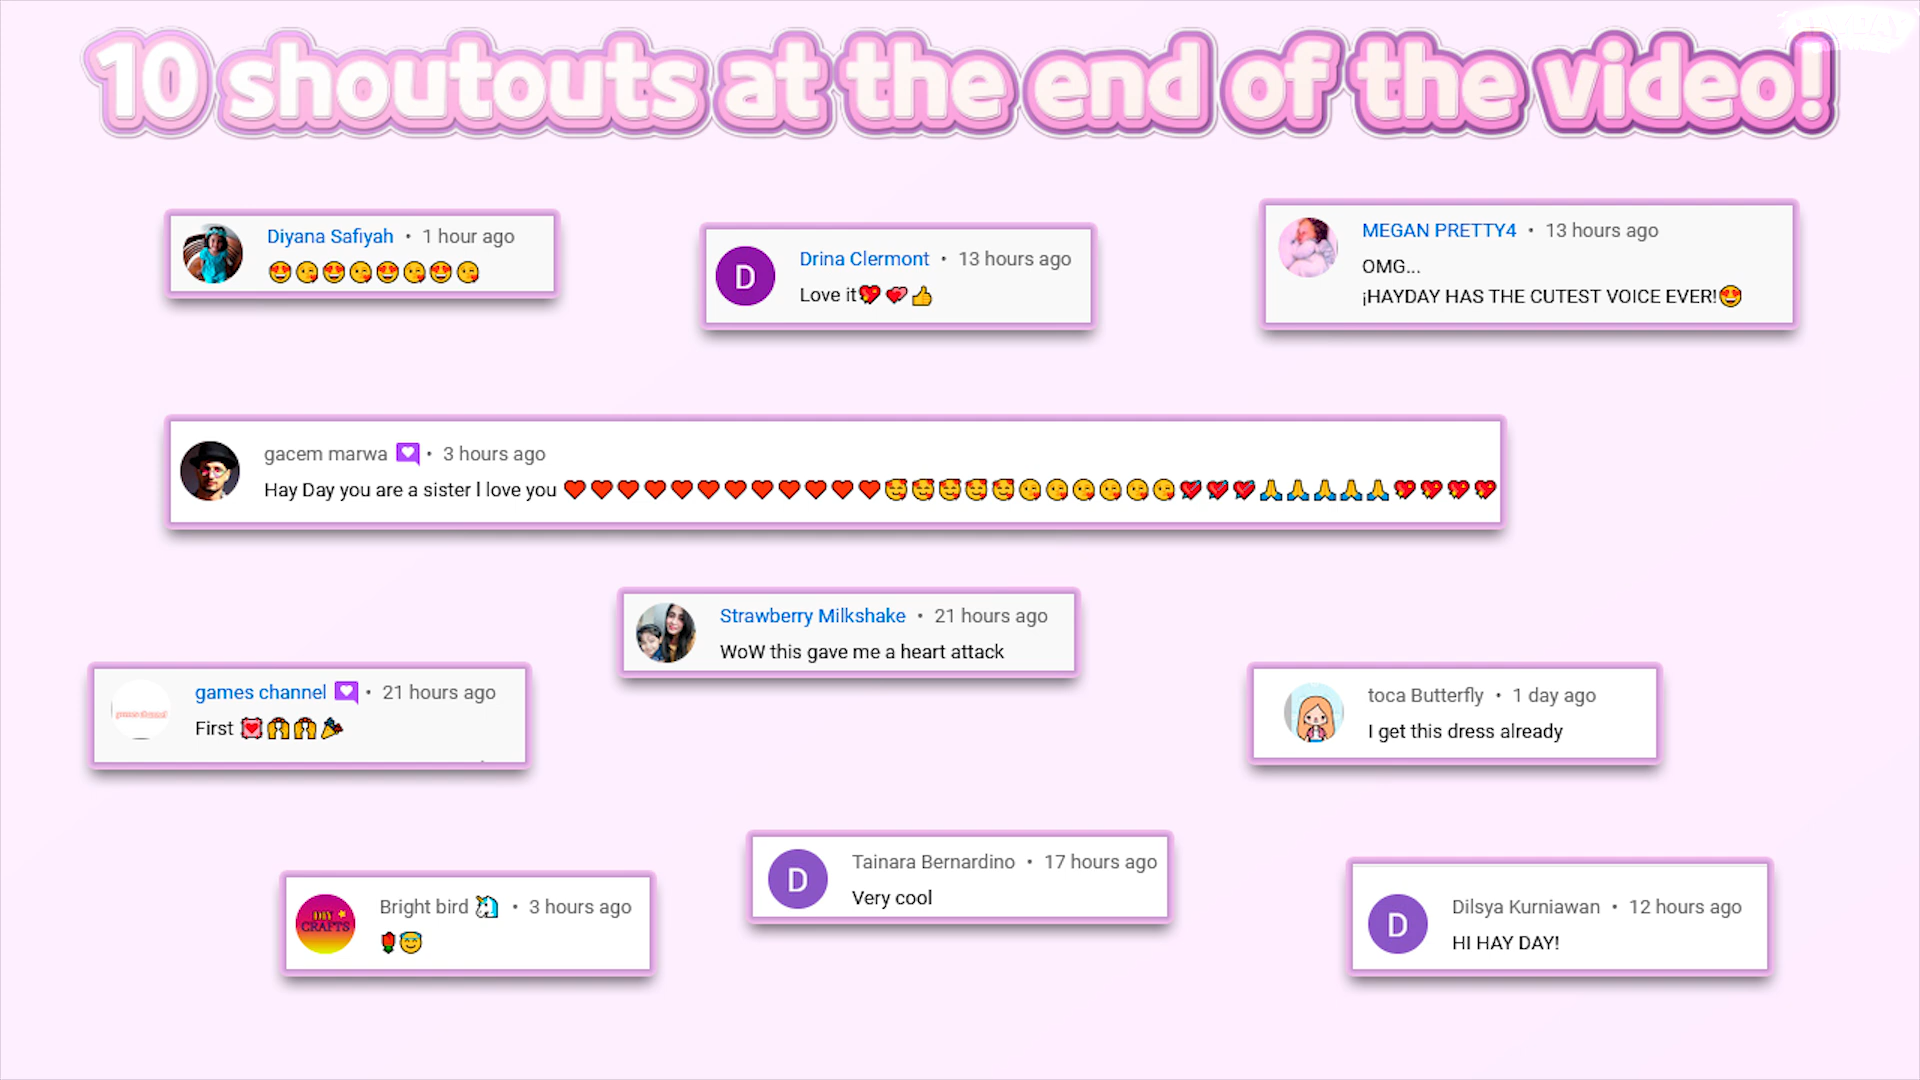 10 shoutouts at the end of the video!
Diyana Safiyah • 1 hour ago
😍😘😍😘😍😘😍😘
Drina Clermont • 13 hours ago
Love it💖💕👍
MEGAN PRETTY4 • 13 hours ago
OMG...
¡HAYDAY HAS THE CUTEST VOICE EVER!😍
gacem marwa • 3 hours ago
Hay Day you are a sister I love you ❤❤❤❤❤❤❤❤❤❤❤❤🥰🥰🥰🥰🥰😘😘😘😘😘😘💘💘💘🙏🙏🙏🙏🙏💖💖💖💖
Strawberry Milkshake • 21 hours ago
WoW this gave me a heart attack
games channel • 21 hours ago
First 💟🙌🙌🎉
toca Butterfly • 1 day ago
I get this dress already
D
Tainara Bernardino • 17 hours ago
Very cool
DIY
CRAFTS
Bright bird 🦄 • 3 hours ago
🌹😇
D
Dilsya Kurniawan • 12 hours ago
HI HAY DAY!